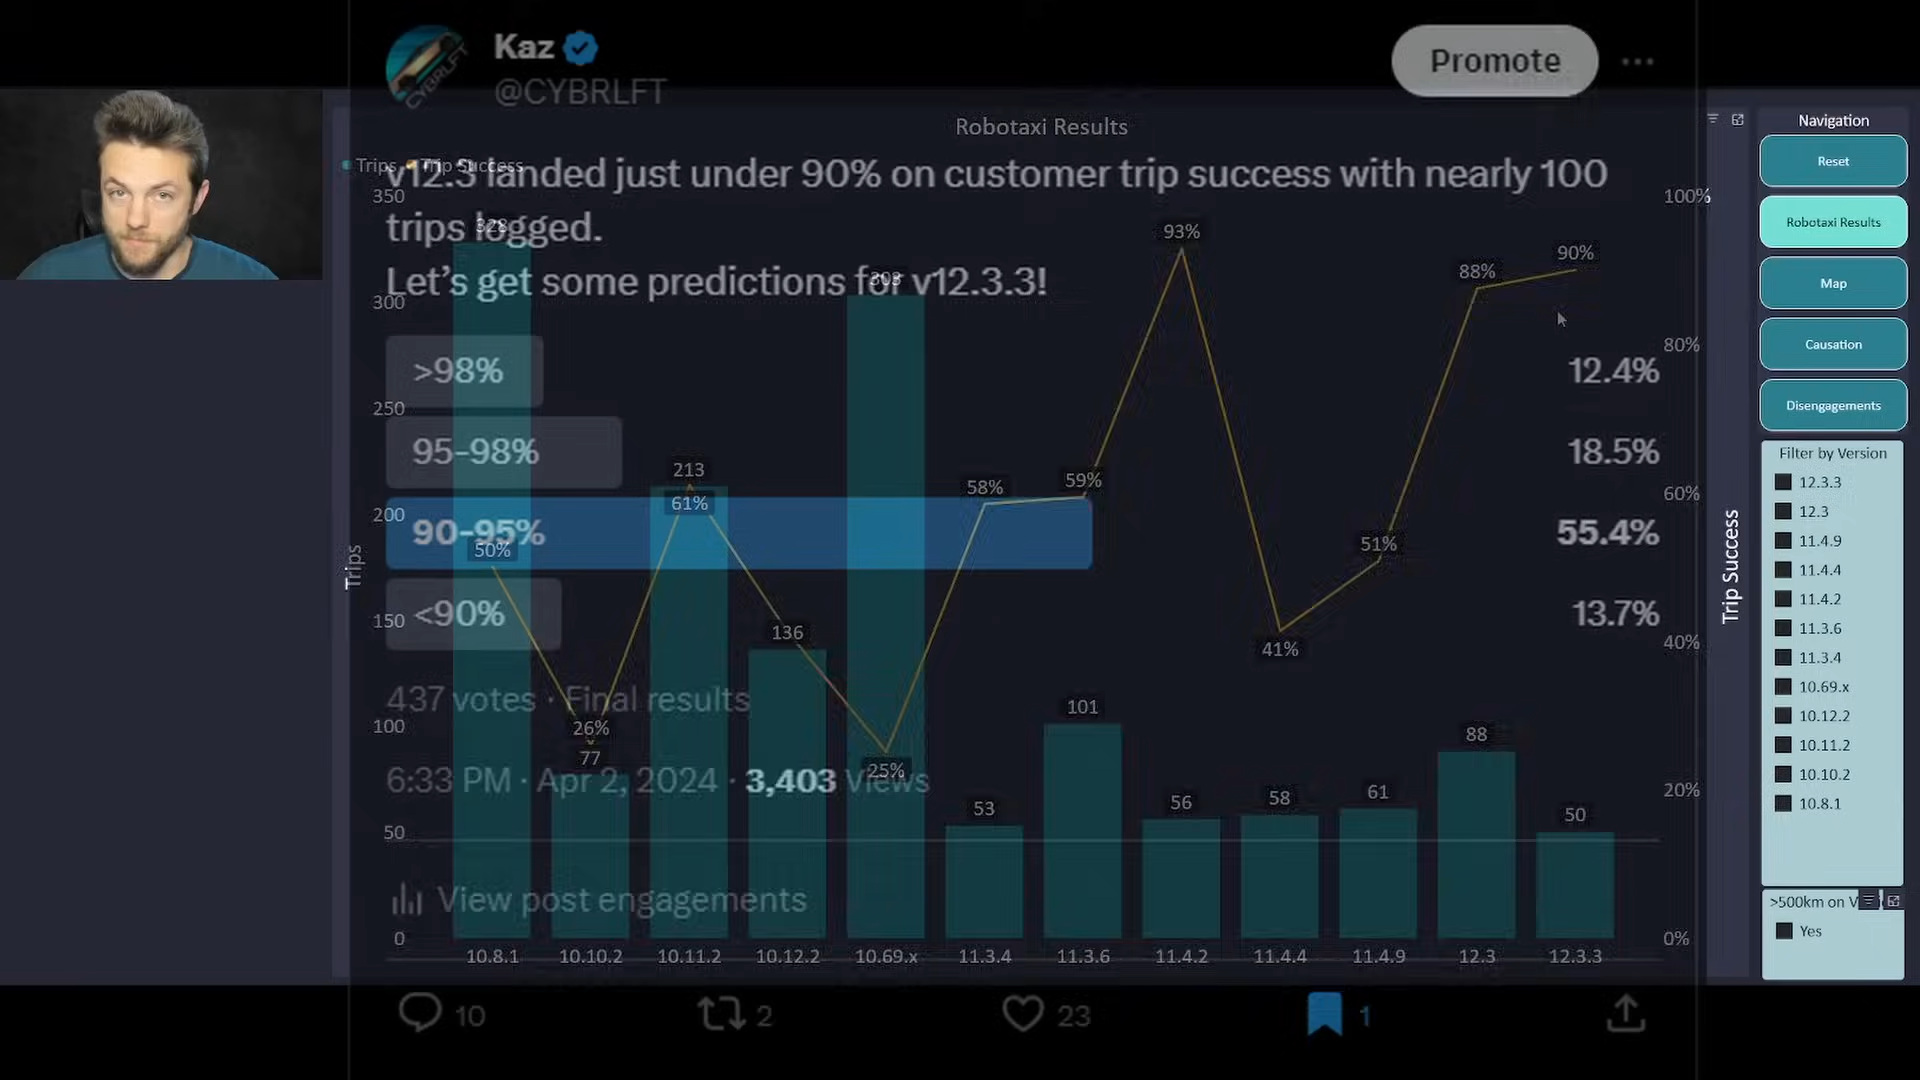 Kaz
@CYBRLFT
CYBRLFT
Promote
Robotaxi Results
Trips
Trip Success
v12.3 landed just under 90% on customer trip success with nearly 100
trips logged.
Let's get some predictions for v12.3.3!
>98%
12.4%
95-98%
18.5%
90-95%
55.4%
<90%
13.7%
437 votes · Final results
6:33 PM · Apr 2, 2024 · 3,403 Views
View post engagements
10
2
23
1
Trips
350
300
250
200
150
100
50
0
328
77
213
136
303
53
101
56
58
61
88
50
50%
26%
61%
25%
58%
59%
93%
41%
51%
88%
90%
10.8.1
10.10.2
10.11.2
10.12.2
10.69.x
11.3.4
11.3.6
11.4.2
11.4.4
11.4.9
12.3
12.3.3
100%
80%
60%
40%
20%
0%
Trip Success
Navigation
Reset
Robotaxi Results
Map
Causation
Disengagements
Filter by Version
12.3.3
12.3
11.4.9
11.4.4
11.4.2
11.3.6
11.3.4
10.69.x
10.12.2
10.11.2
10.10.2
10.8.1
>500km on V
Yes